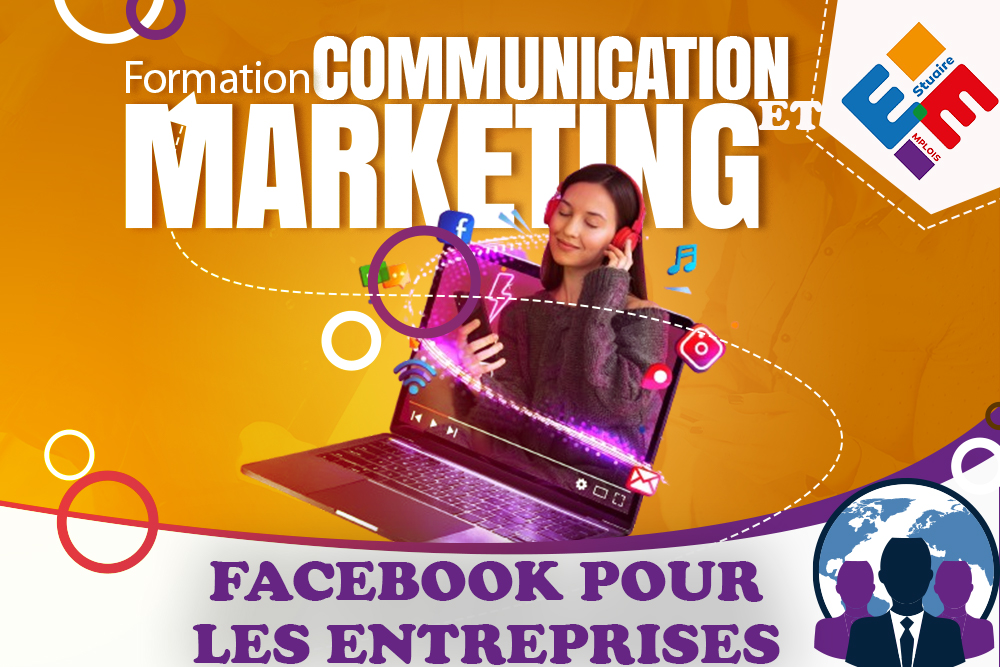 Formation COMMUNICATION
ET
MARKETING
Stuaire
MPLOIS
FACEBOOK POUR
LES ENTREPRISES